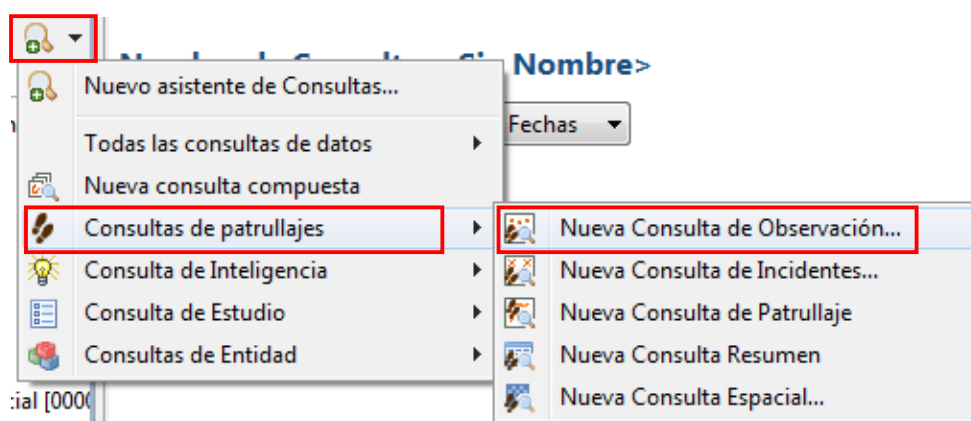 Nombre>
Nuevo asistente de Consultas...
Fechas
Todas las consultas de datos
Nueva consulta compuesta
Consultas de patrullajes
Nueva Consulta de Observación...
Consulta de Inteligencia
Nueva Consulta de Incidentes...
Consulta de Estudio
Nueva Consulta de Patrullaje
Consultas de Entidad
Nueva Consulta Resumen
cial [0000
Nueva Consulta Espacial...